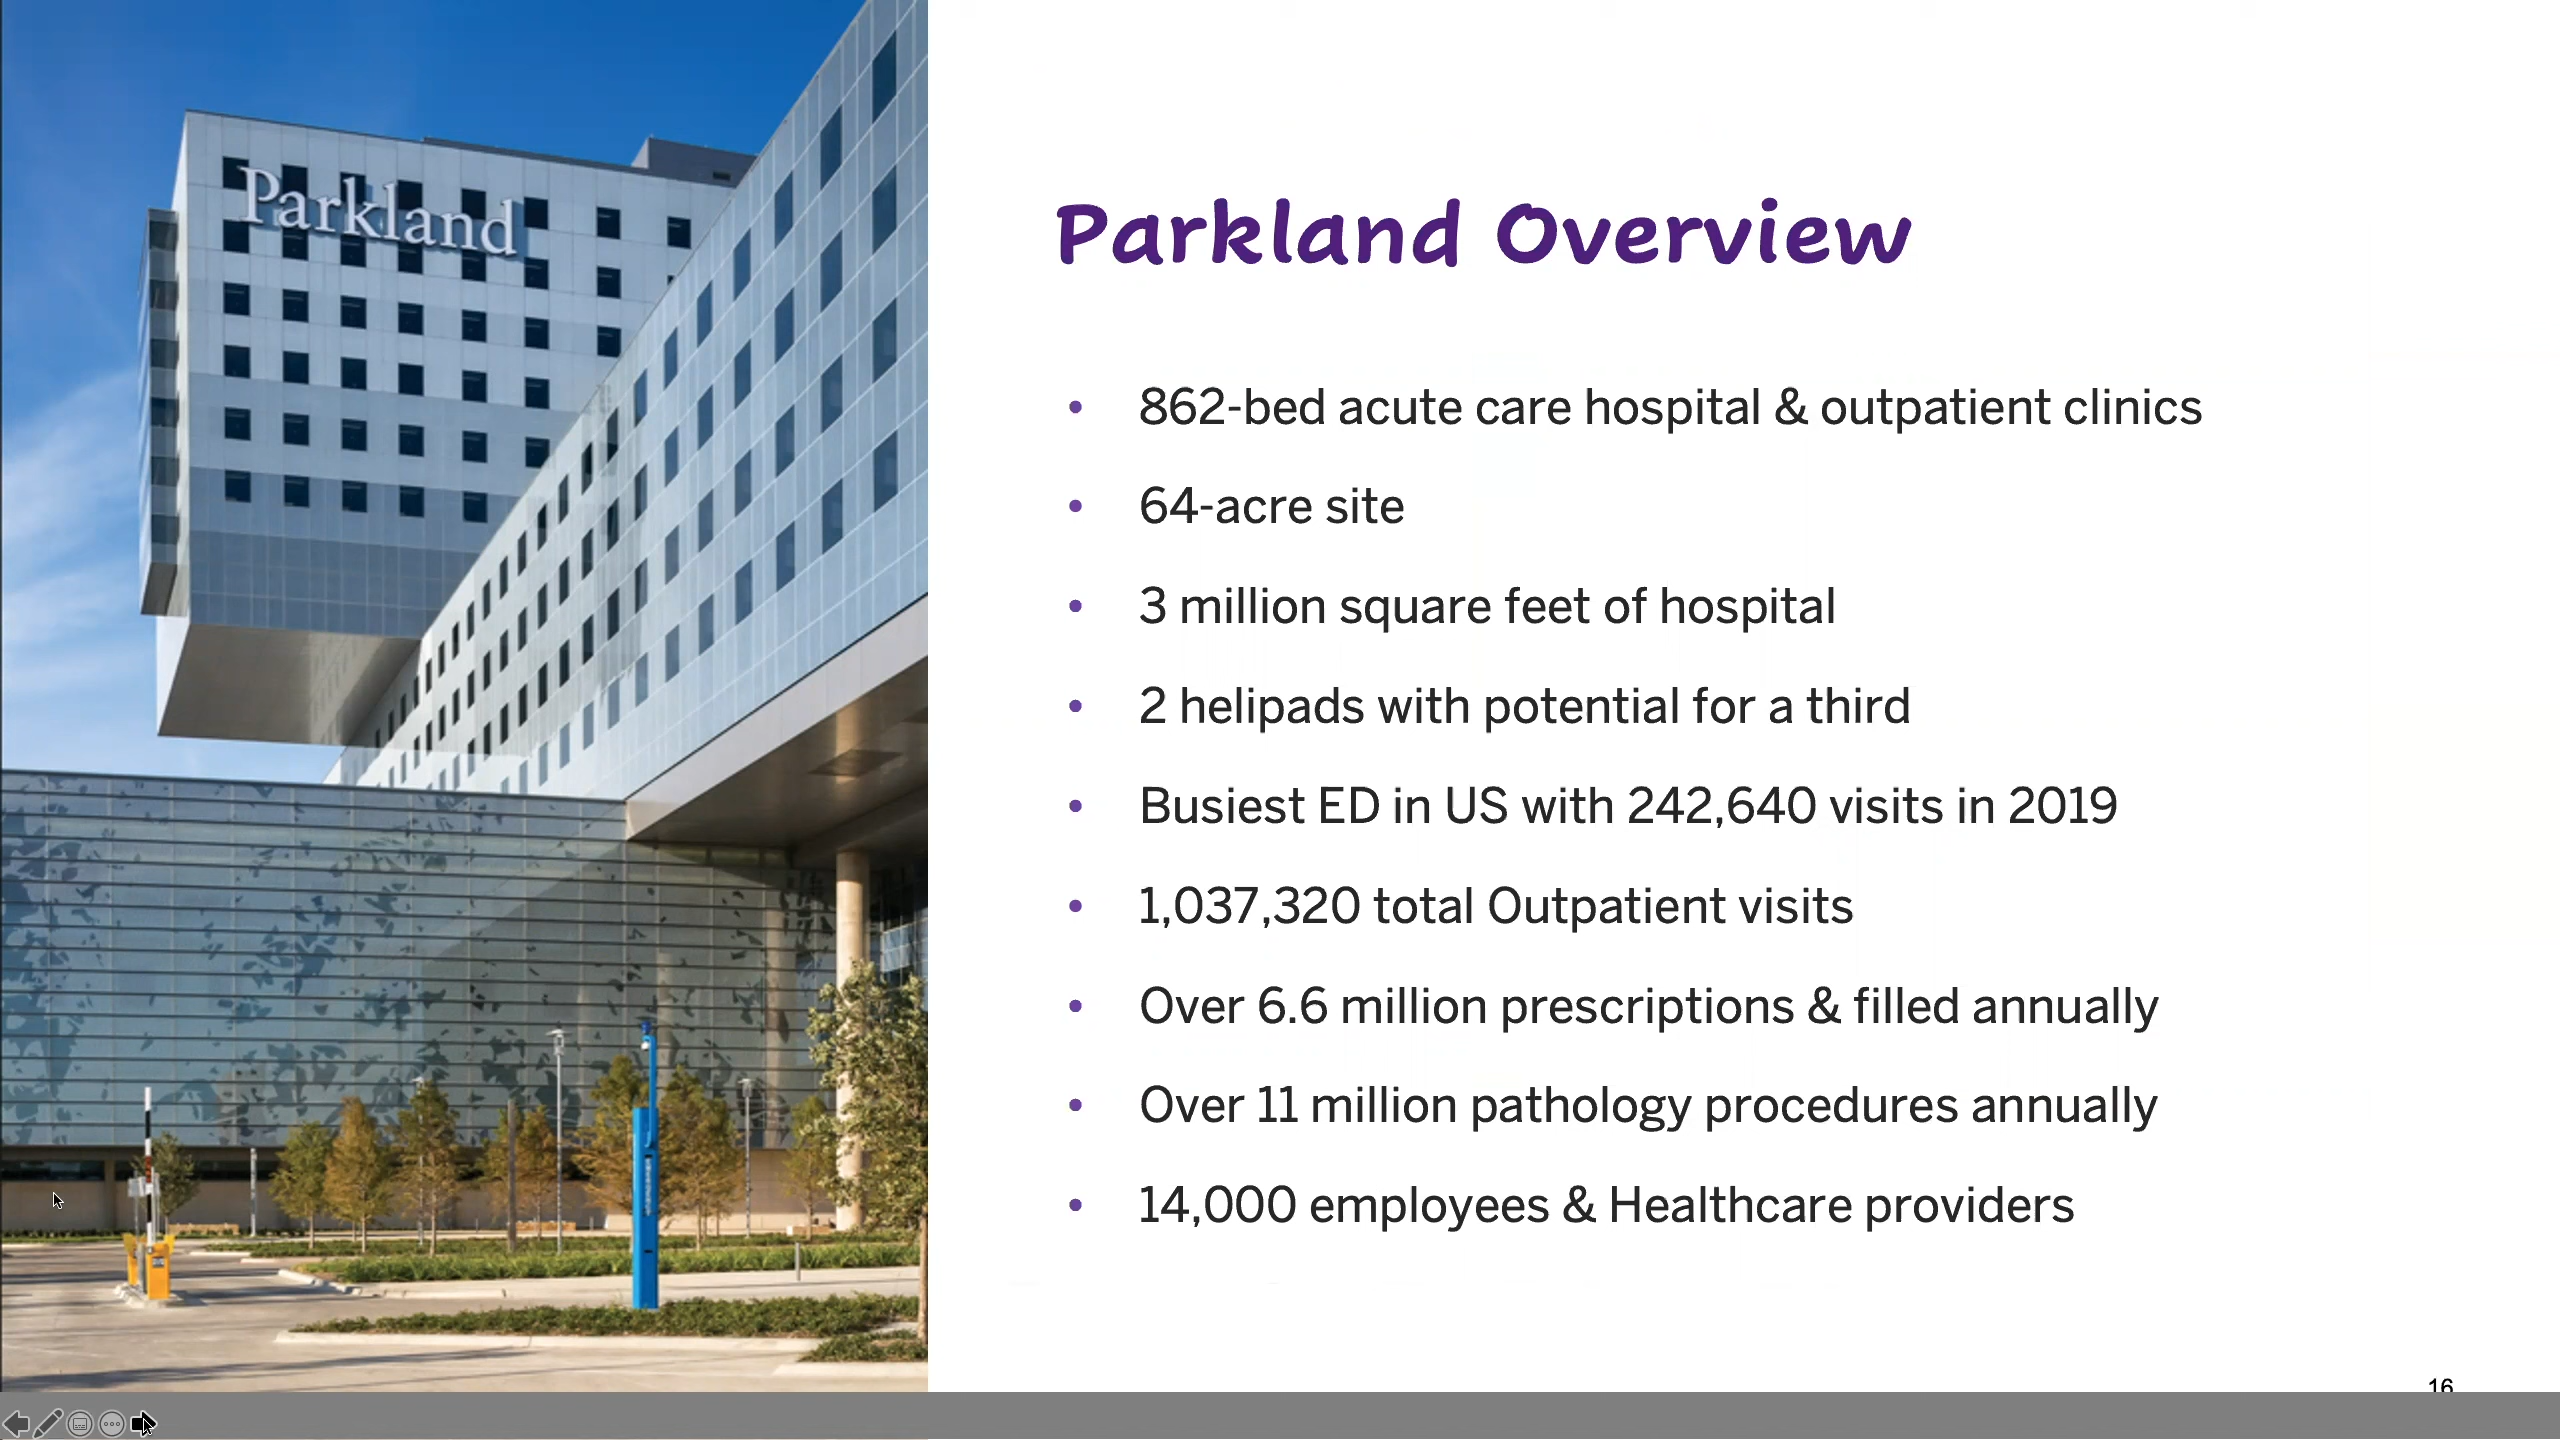 Parkland
Parkland Overview
• 862-bed acute care hospital & outpatient clinics
• 64-acre site
• 3 million square feet of hospital
• 2 helipads with potential for a third
• Busiest ED in US with 242,640 visits in 2019
• 1,037,320 total Outpatient visits
• Over 6.6 million prescriptions & filled annually
• Over 11 million pathology procedures annually
• 14,000 employees & Healthcare providers
16